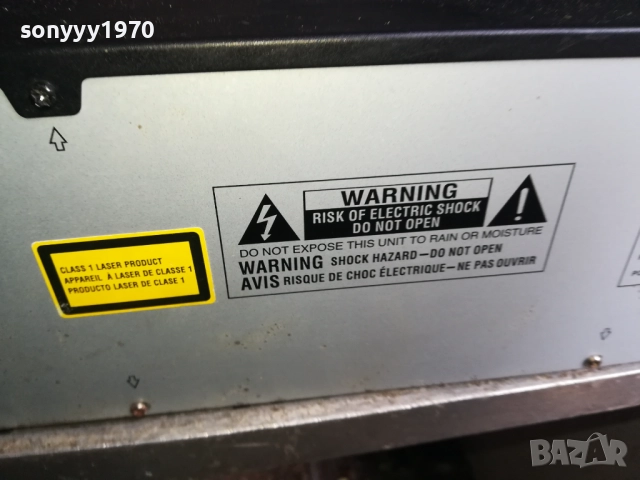 sonyyy1970
WARNING
RISK OF ELECTRIC SHOCK
DO NOT OPEN
DO NOT EXPOSE THIS UNIT TO RAIN OR MOISTURE
WARNING SHOCK HAZARD—DO NOT OPEN
AVIS RISQUE DE CHOC ÉLECTRIQUE—NE PAS OUVRIR
CLASS 1 LASER PRODUCT
APPAREIL À LASER DE CLASSE 1
PRODUCTO LASER DE CLASE 1
BAZAR